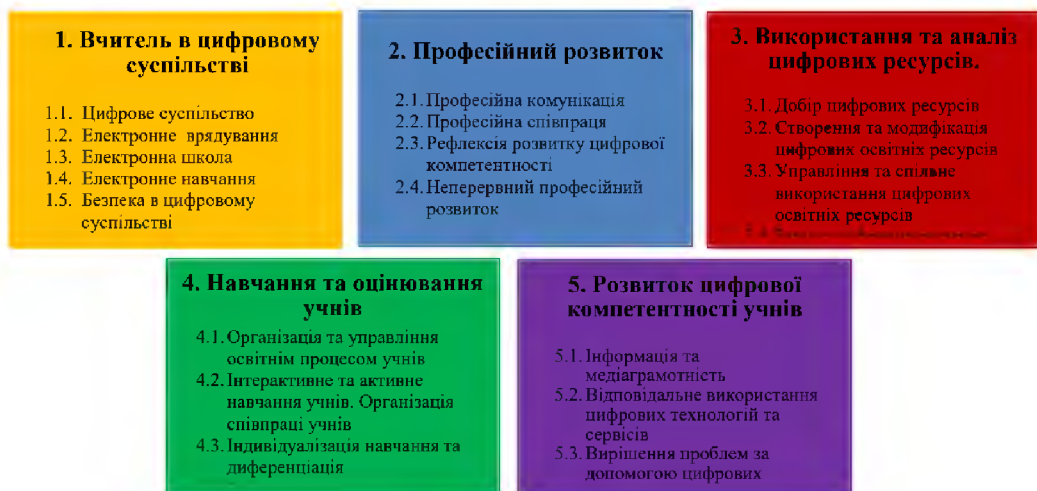 1. Вчитель в цифровому
суспільстві
1.1. Цифрове суспільство
1.2. Електронне врядування
1.3. Електронна школа
1.4. Електронне навчання
1.5. Безпека в цифровому
суспільстві
2. Професійний розвиток
2.1. Професійна комунікація
2.2. Професійна співпраця
2.3. Рефлексія розвитку цифрової
компетентності
2.4. Неперервний професійний
розвиток
3. Використання та аналіз
цифрових ресурсів.
3.1. Добір цифрових ресурсів
3.2. Створення та модифікація
цифрових освітніх ресурсів
3.3. Управління та спільне
використання цифрових
освітніх ресурсів
4. Навчання та оцінювання
учнів
4.1. Організація та управління
освітнім процесом учнів
4.2. Інтерактивне та активне
навчання учнів. Організація
співпраці учнів
4.3. Індивідуалізація навчання та
диференціація
5. Розвиток цифрової
компетентності учнів
5.1. Інформація та
медіаграмотність
5.2. Відповідальне використання
цифрових технологій та
сервісів
5.3. Вирішення проблем за
допомогою цифрових